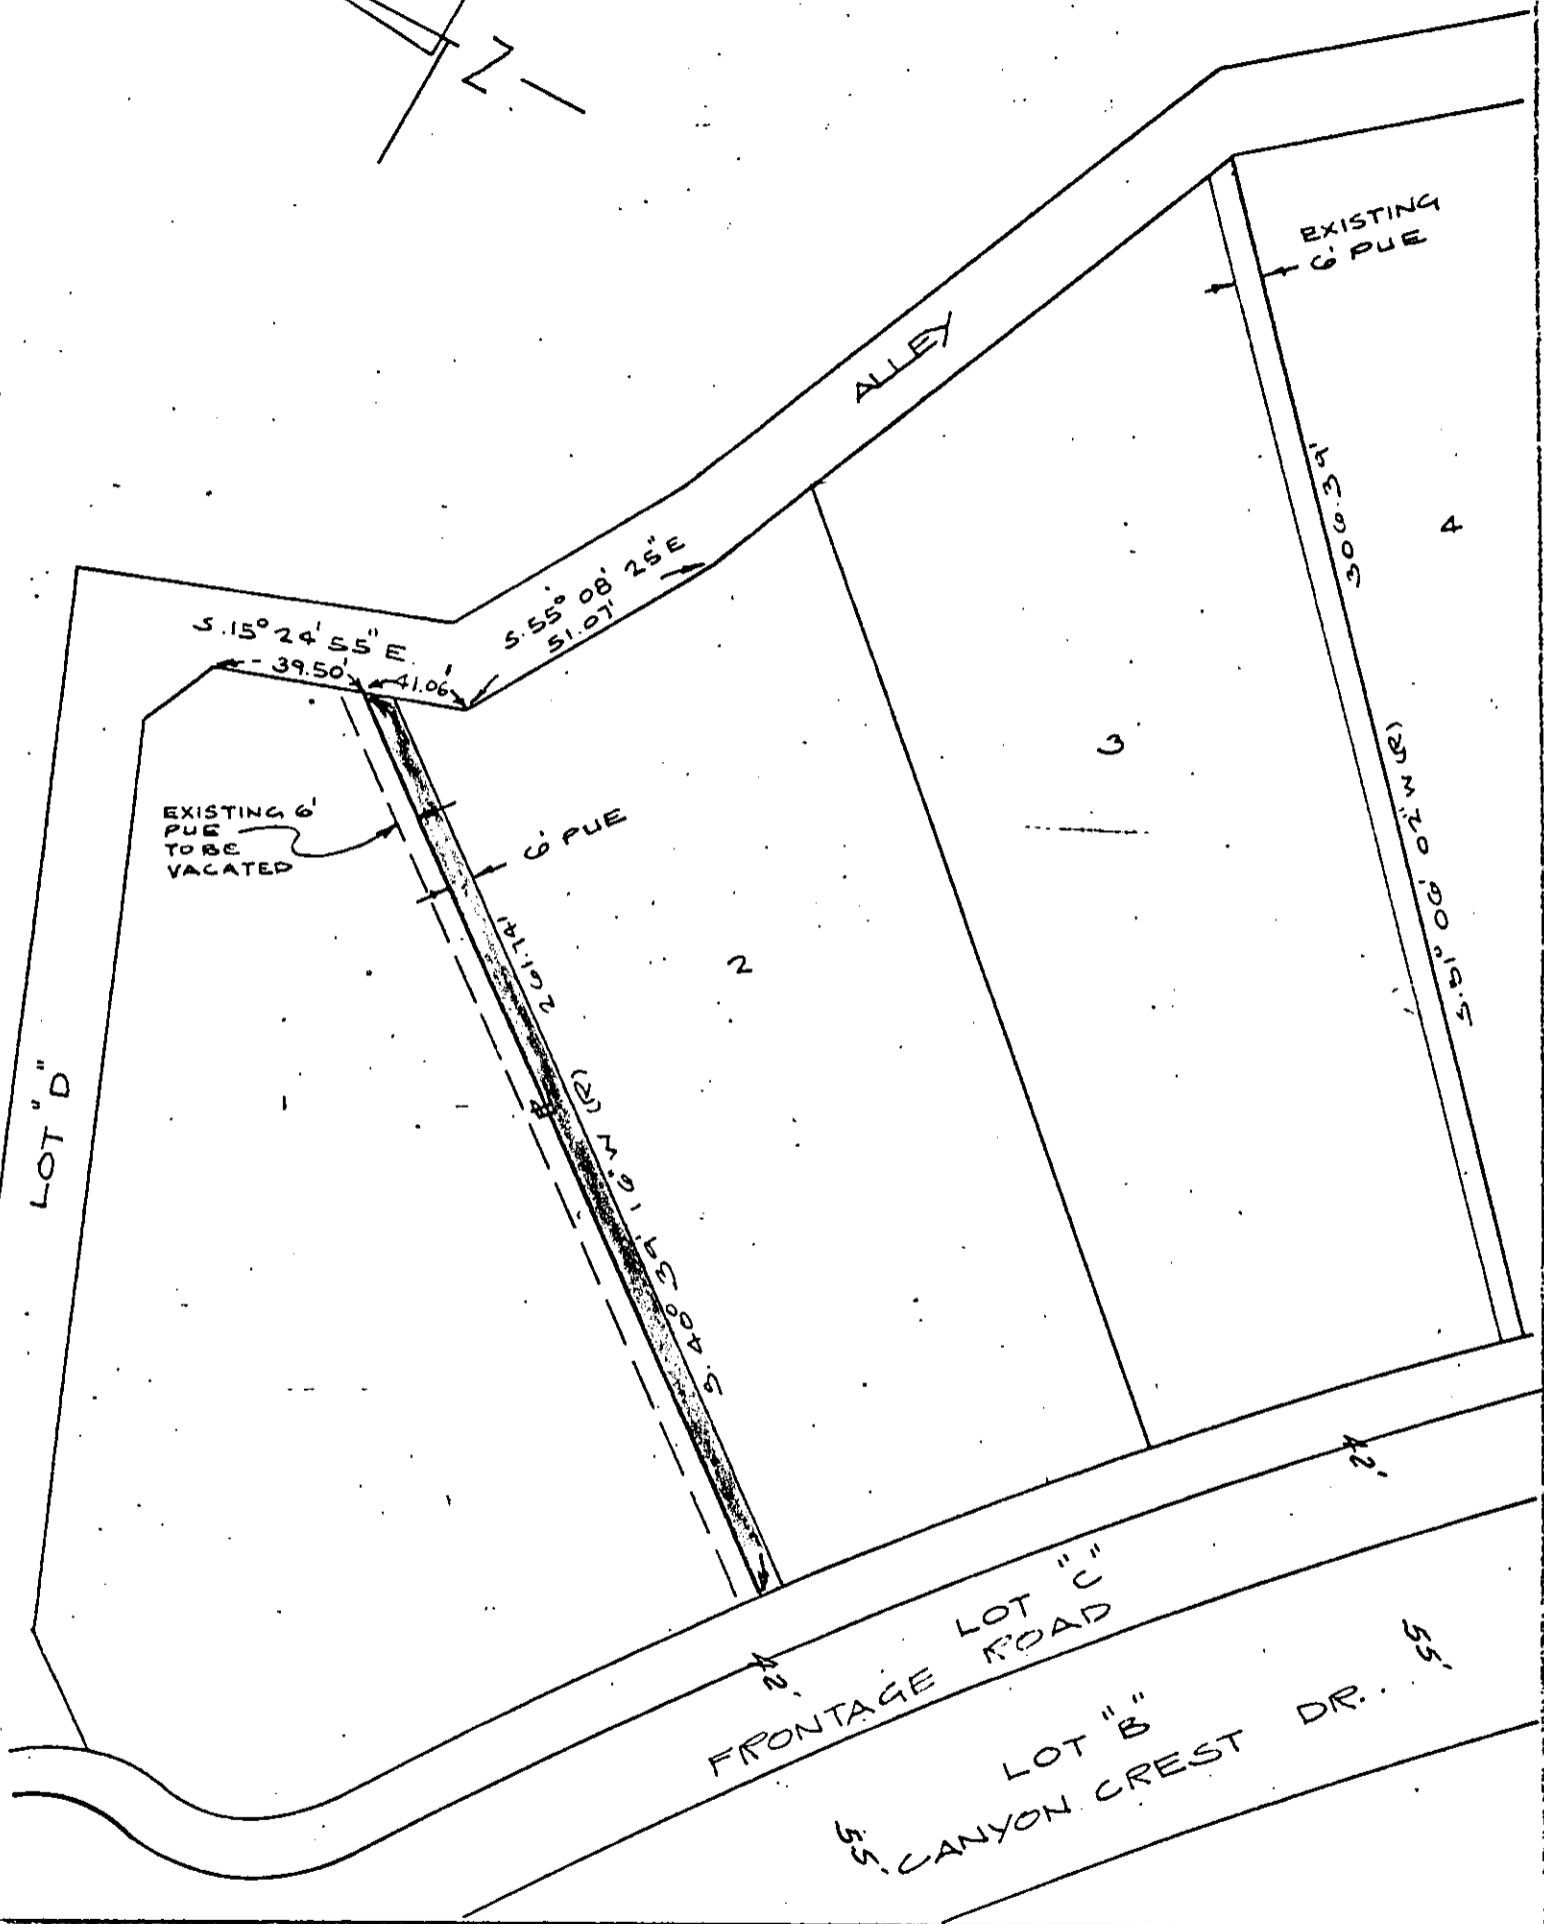 N
EXISTING
6' PUE
ALLEY
306.39'
4
S. 55° 08' 25" E
51.07'
S. 15° 24' 55" E.
39.50'
41.06'
3
S. 51° 06' 02" W (R)
EXISTING 6'
PUE
TO BE
VACATED
6' PUE
261.74'
2
LOT "D"
1
S. 40° 39' 16" W (R)
42'
LOT "C"
FRONTAGE ROAD
42'
55'
LOT "B"
CANYON CREST DR.
55'